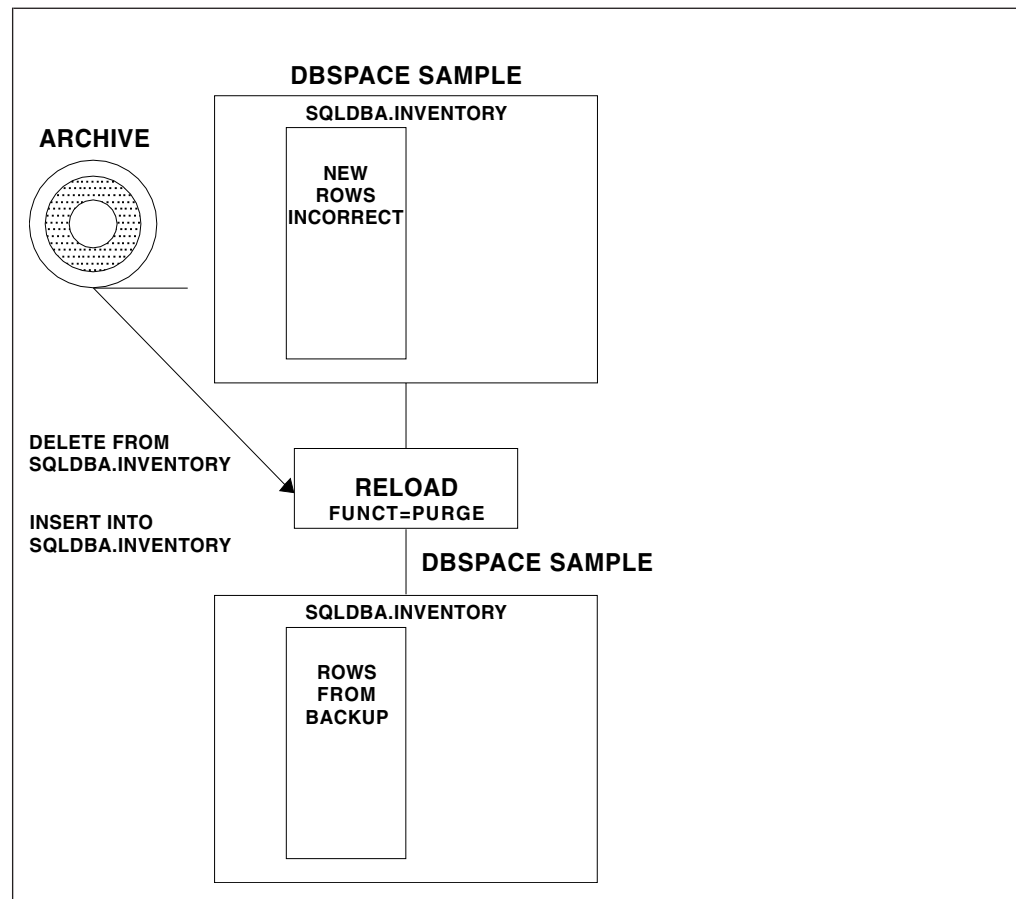 DBSPACE SAMPLE
SQLDBA.INVENTORY
ARCHIVE
NEW
ROWS
INCORRECT
DELETE FROM
SQLDBA.INVENTORY
RELOAD
FUNCT=PURGE
INSERT INTO
SQLDBA.INVENTORY
DBSPACE SAMPLE
SQLDBA.INVENTORY
ROWS
FROM
BACKUP